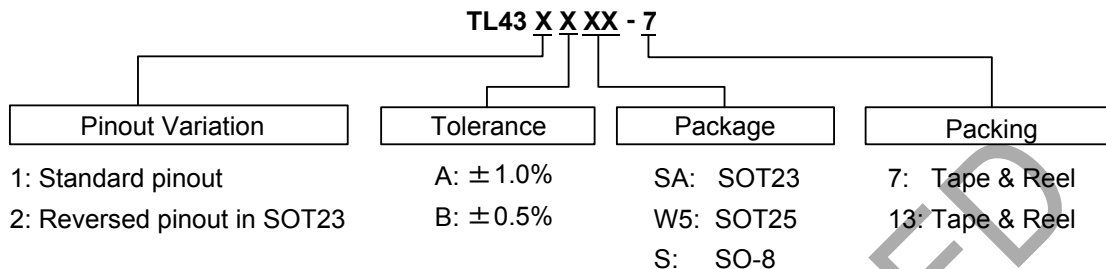 TL43 X X XX - 7
Pinout Variation
Tolerance
Package
Packing
1: Standard pinout
2: Reversed pinout in SOT23
A: ±1.0%
B: ±0.5%
SA: SOT23
W5: SOT25
S: SO-8
7: Tape & Reel
13: Tape & Reel